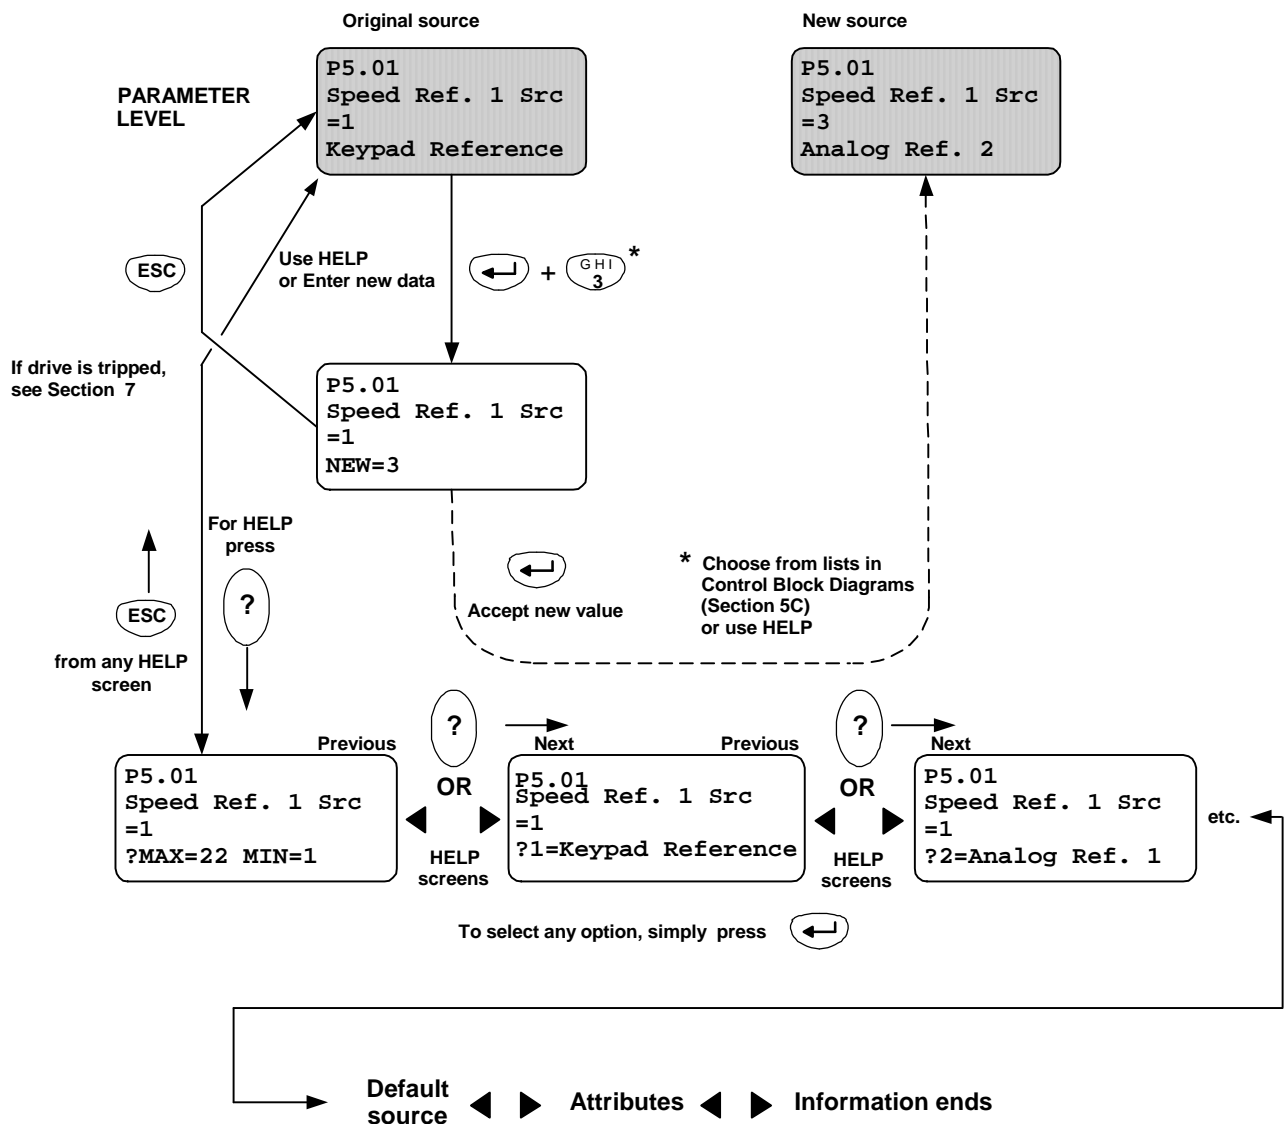 Original source
New source
PARAMETER
LEVEL
P5.01
Speed Ref. 1 Src
=1
Keypad Reference
P5.01
Speed Ref. 1 Src
=3
Analog Ref. 2
ESC
Use HELP
or Enter new data
+
GHI
3
*
If drive is tripped,
see Section 7
P5.01
Speed Ref. 1 Src
=1
NEW=3
For HELP
press
?
ESC
from any HELP
screen
Accept new value
* Choose from lists in
Control Block Diagrams
(Section 5C)
or use HELP
Previous
?
OR
HELP
screens
Next
Previous
?
OR
HELP
screens
Next
P5.01
Speed Ref. 1 Src
=1
?MAX=22 MIN=1
P5.01
Speed Ref. 1 Src
=1
?1=Keypad Reference
P5.01
Speed Ref. 1 Src
=1
?2=Analog Ref. 1
etc.
To select any option, simply press
Default
source
Attributes
Information ends